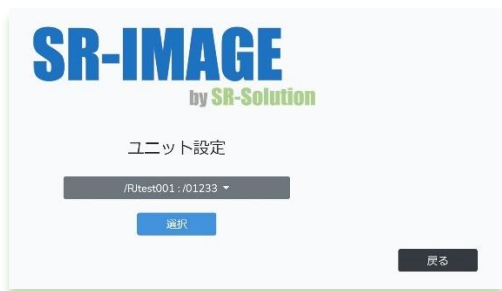 SR-IMAGE
by SR-Solution
ユニット設定
/RJtest001 : /01233
選択
戻る